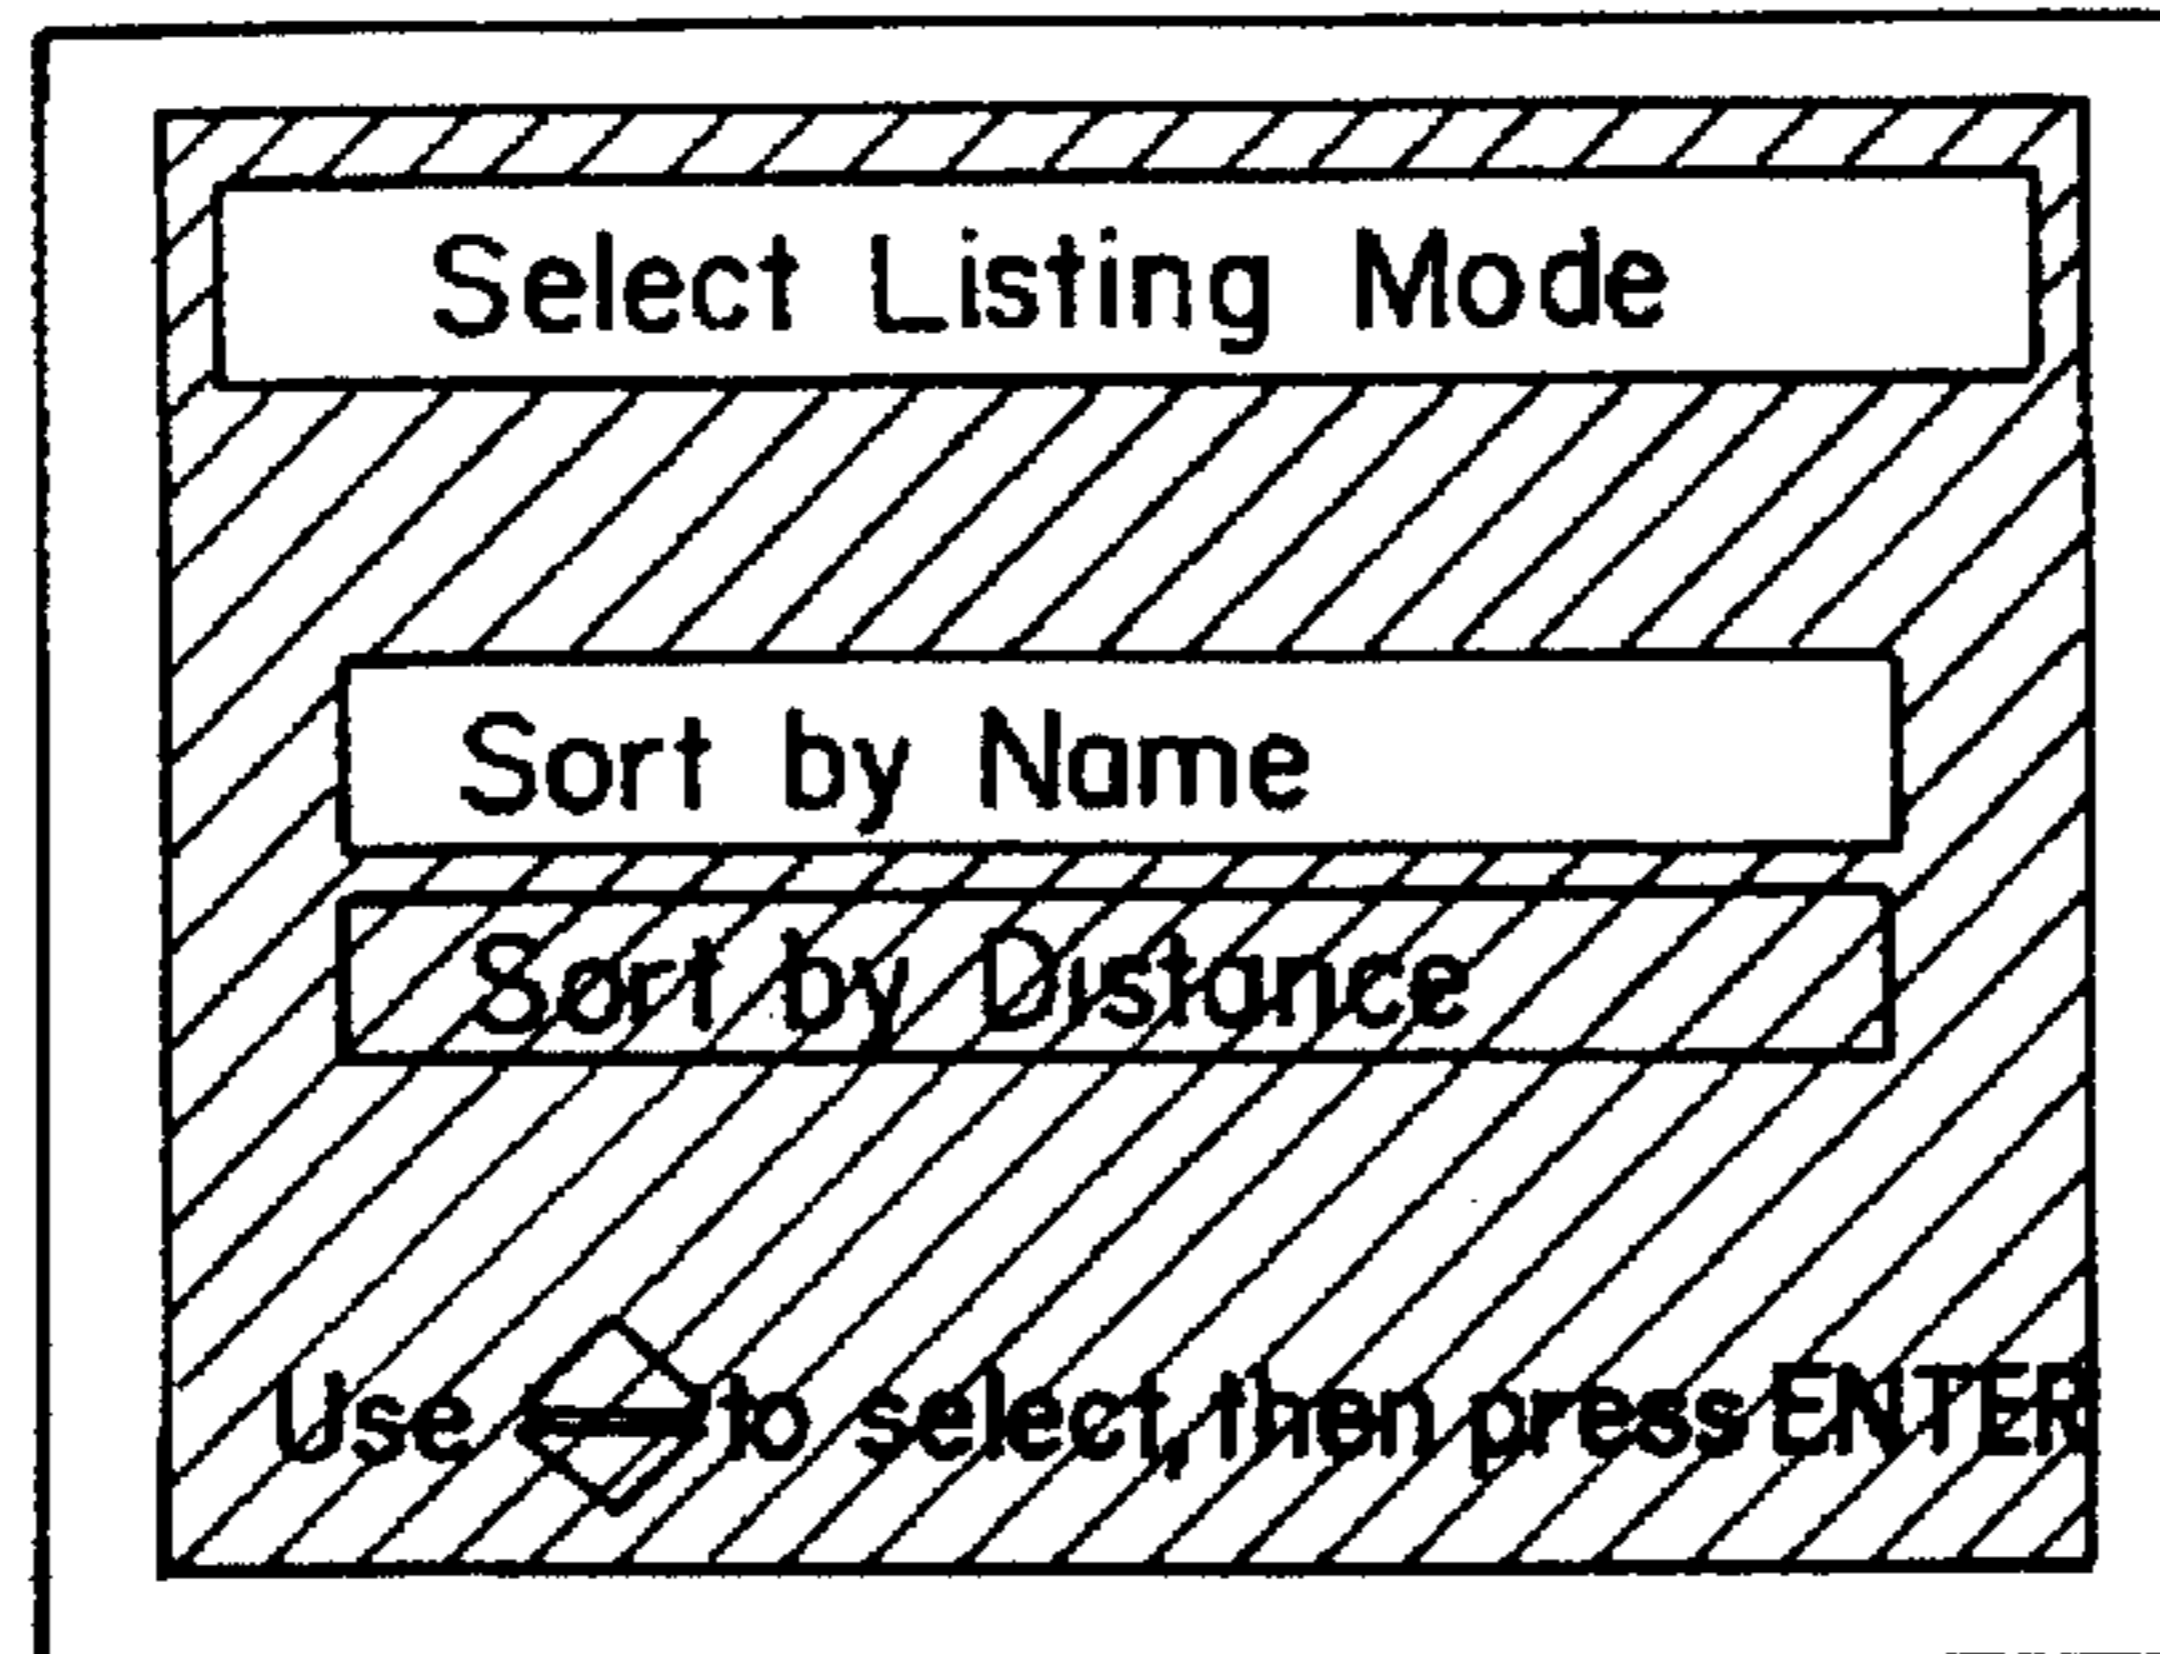 Select Listing Mode
Sort by Name
Sort by Distance
Use to select, then press ENTER